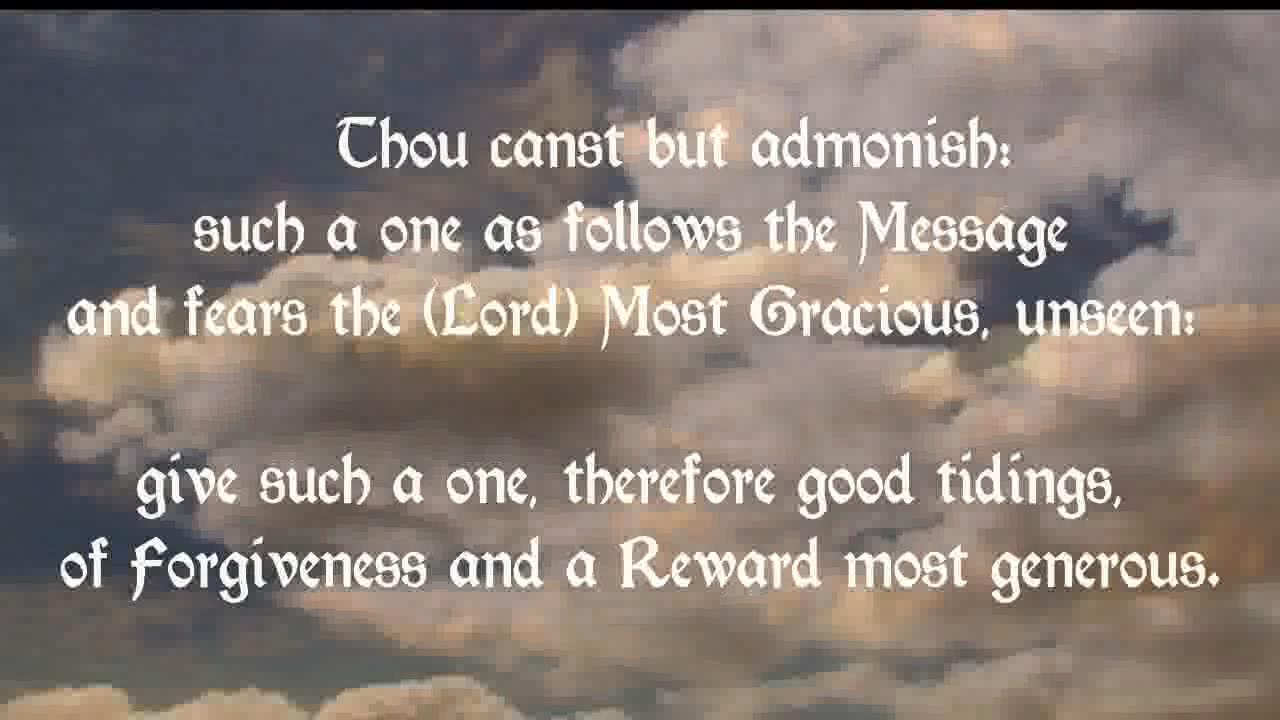 Thou canst but admonish:
such a one as follows the Message
and fears the (Lord) Most Gracious, unseen:
give such a one, therefore good tidings,
of Forgiveness and a Reward most generous.